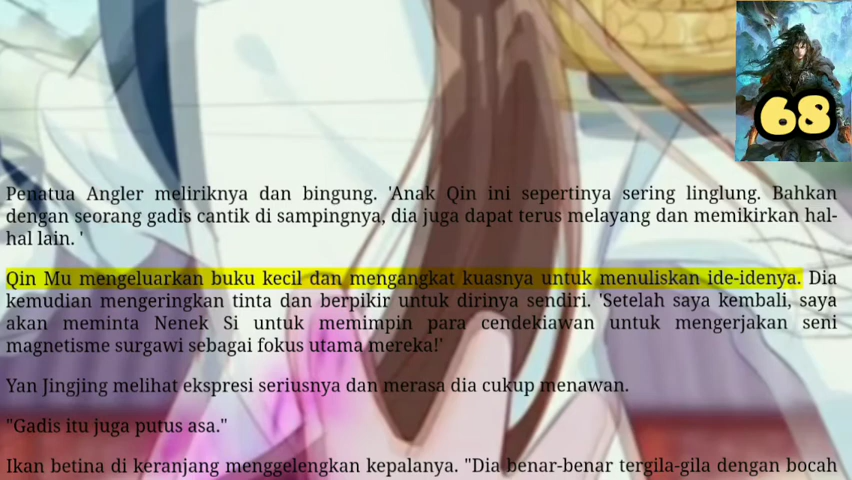 68
Penatua Angler meliriknya dan bingung. 'Anak Qin ini sepertinya sering linglung. Bahkan
dengan seorang gadis cantik di sampingnya, dia juga dapat terus melayang dan memikirkan hal-
hal lain. '
Qin Mu mengeluarkan buku kecil dan mengangkat kuasnya untuk menuliskan ide-idenya. Dia
kemudian mengeringkan tinta dan berpikir untuk dirinya sendiri. 'Setelah saya kembali, saya
akan meminta Nenek Si untuk memimpin para cendekiawan untuk mengerjakan seni
magnetisme surgawi sebagai fokus utama mereka!'
Yan Jingjing melihat ekspresi seriusnya dan merasa dia cukup menawan.
"Gadis itu juga putus asa."
Ikan betina di keranjang menggelengkan kepalanya. "Dia benar-benar tergila-gila dengan bocah